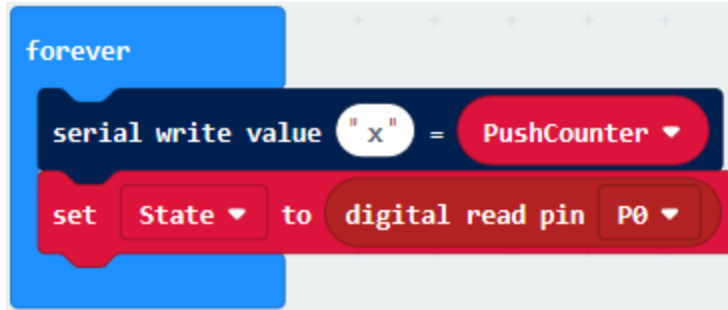 forever
serial write value "x" = PushCounter
set State to digital read pin P0